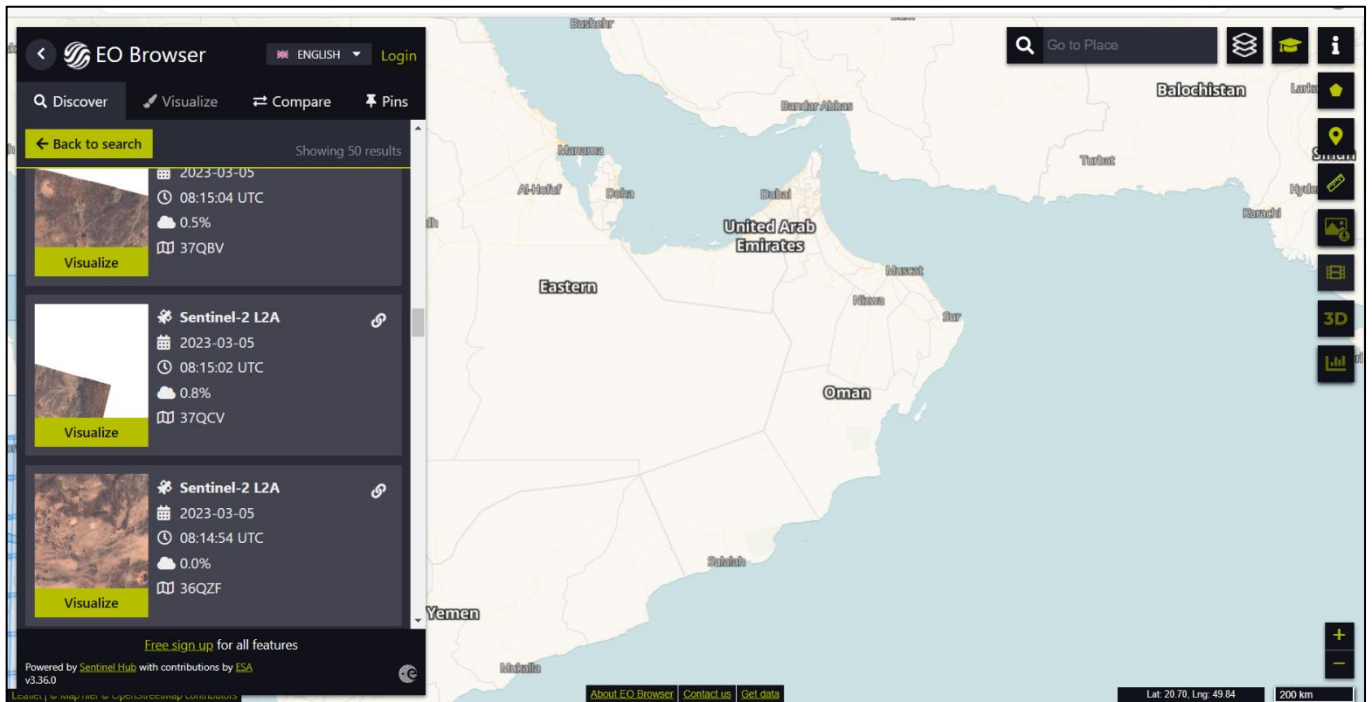 EO Browser
ENGLISH
Login
Discover
Visualize
Compare
Pins
Back to search
Showing 50 results
2023-03-05
08:15:04 UTC
0.5%
37QBV
Visualize
Sentinel-2 L2A
2023-03-05
08:15:02 UTC
0.8%
37QCV
Visualize
Sentinel-2 L2A
2023-03-05
08:14:54 UTC
0.0%
36QZF
Visualize
Free sign up for all features
Powered by Sentinel Hub with contributions by ESA
v3.36.0
Leaflet | © MapTiler © OpenStreetMap contributors
Go to Place
3D
Bushehr
Bandar Abbas
Balochistan
Turbat
Karachi
Manama
Al-Hofuf
Doha
Dubai
United Arab
Emirates
Eastern
Muscat
Nizwa
Sur
Oman
Salalah
Yemen
Mukalla
About EO Browser
Contact us
Get data
Lat: 20.70, Lng: 49.84
200 km